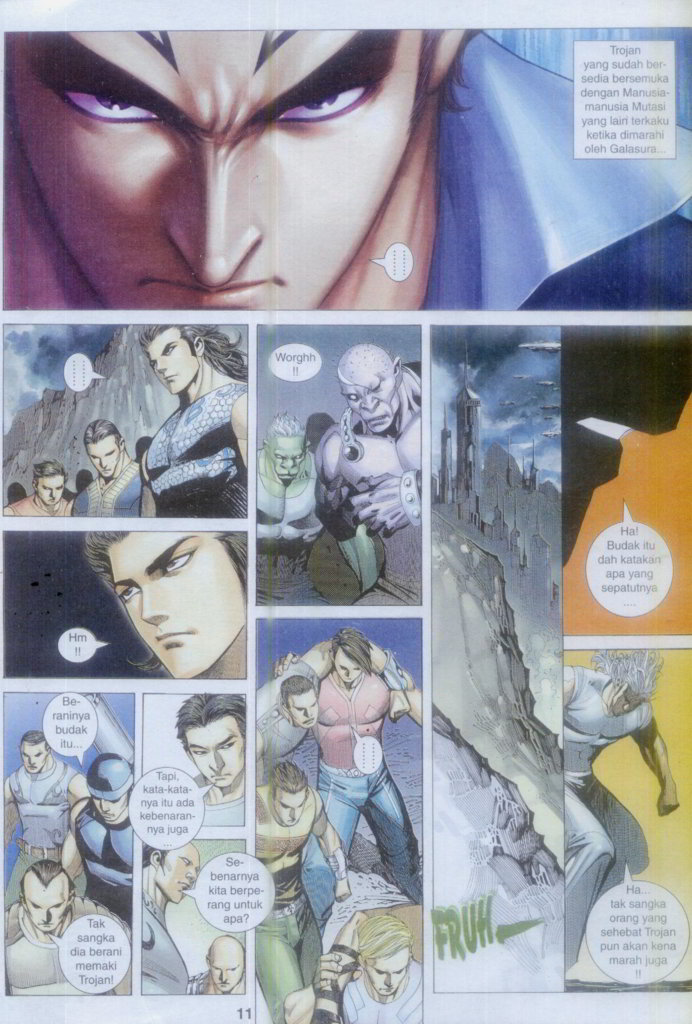 Trojan
yang sudah ber-
sedia bersemuka
dengan Manusia-
manusia Mutasi
yang lairi terkaku
ketika dimarahi
oleh Galasura...
......
......
Worghh
!!
Ha!
Budak itu
dah katakan
apa yang
sepatutnya
....
Hm
!!
Be-
raninya
budak
itu...
Tapi,
kata-kata-
nya itu ada
kebenaran-
nya juga
...
Se-
benarnya
kita berpe-
rang untuk
apa?
Tak
sangka
dia berani
memaki
Trojan!
......
FRUH
Ha...
tak sangka
orang yang
sehebat Trojan
pun akan kena
marah juga
!!
11